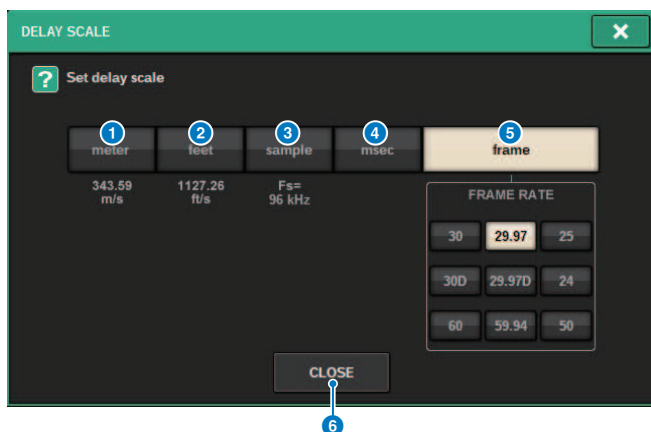 DELAY SCALE
? Set delay scale
1 2 3 4 5
meter feet sample msec frame
343.59 m/s
1127.26 ft/s
Fs= 96 kHz
FRAME RATE
30 29.97 25
30D 29.97D 24
60 59.94 50
CLOSE
6